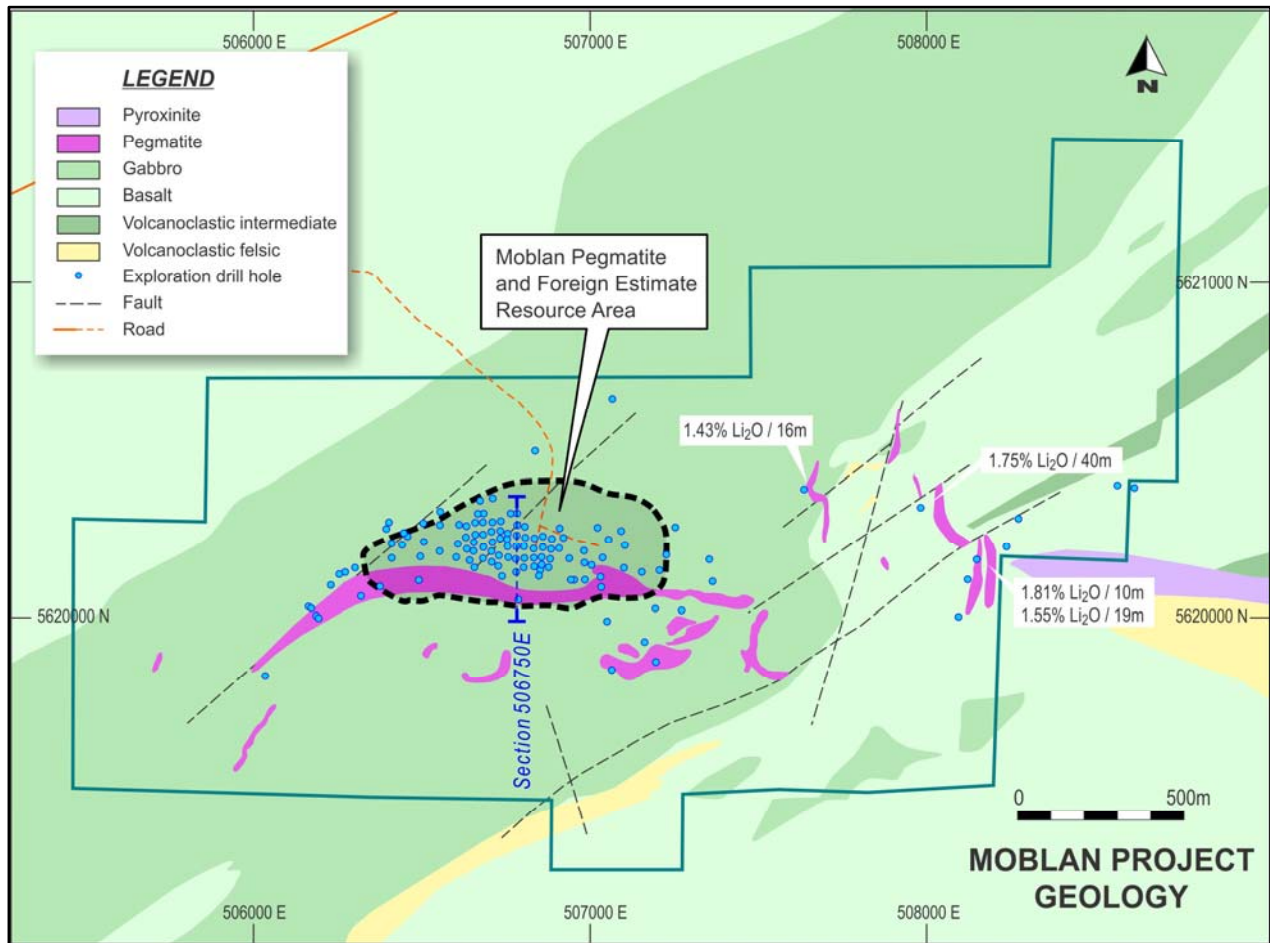 506000 E
507000 E
508000 E
LEGEND
Pyroxinite
Pegmatite
Gabbro
Basalt
Volcanoclastic intermediate
Volcanoclastic felsic
Exploration drill hole
Fault
Road
N
Moblan Pegmatite
and Foreign Estimate
Resource Area
5621000 N
1.43% Li₂O / 16m
1.75% Li₂O / 40m
1.81% Li₂O / 10m
1.55% Li₂O / 19m
5620000 N
5620000 N
Section 506750E
0
500m
MOBLAN PROJECT
GEOLOGY
506000 E
507000 E
508000 E